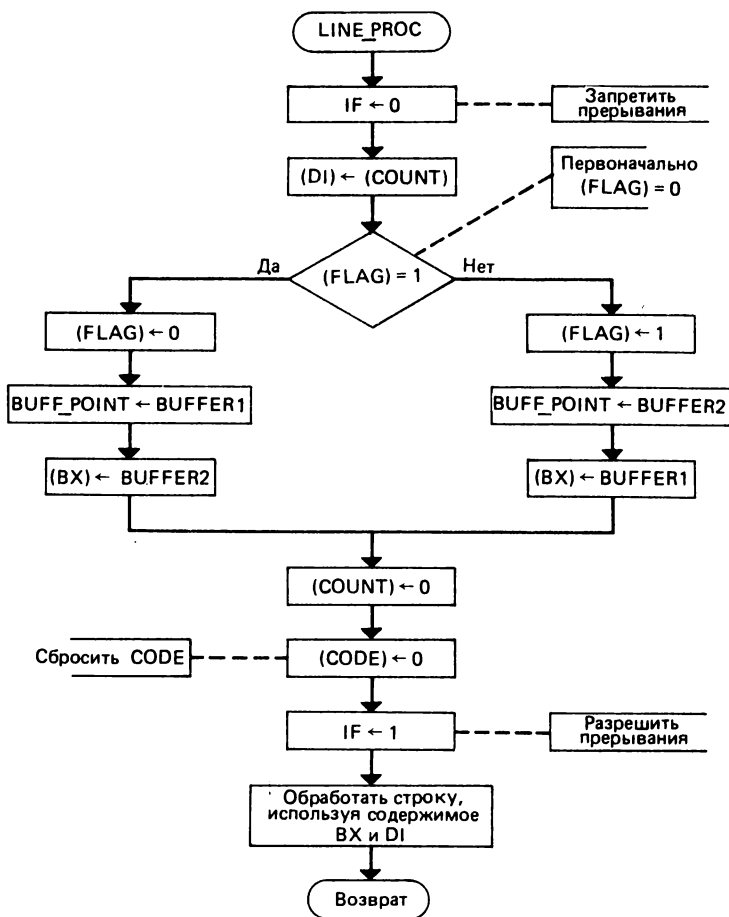 LINE_PROC
IF ← 0
Запретить
прерывания
(DI) ← (COUNT)
Первоначально
(FLAG) = 0
(FLAG) = 1
Да
Нет
(FLAG) ← 0
(FLAG) ← 1
BUFF_POINT ← BUFFER1
BUFF_POINT ← BUFFER2
(BX) ← BUFFER2
(BX) ← BUFFER1
(COUNT) ← 0
Сбросить CODE
(CODE) ← 0
IF ← 1
Разрешить
прерывания
Обработать строку,
используя содержимое
BX и DI
Возврат